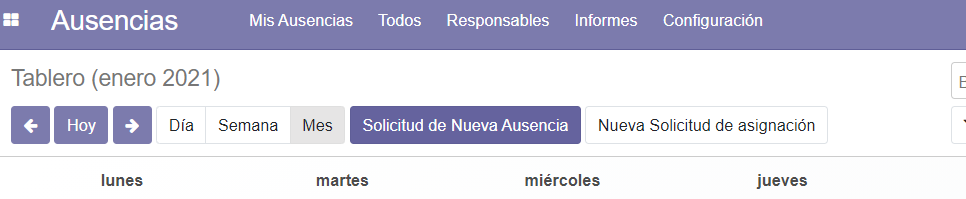 Ausencias Mis Ausencias Todos Responsables Informes Configuración
Tablero (enero 2021)
Hoy Día Semana Mes Solicitud de Nueva Ausencia Nueva Solicitud de asignación
lunes martes miércoles jueves